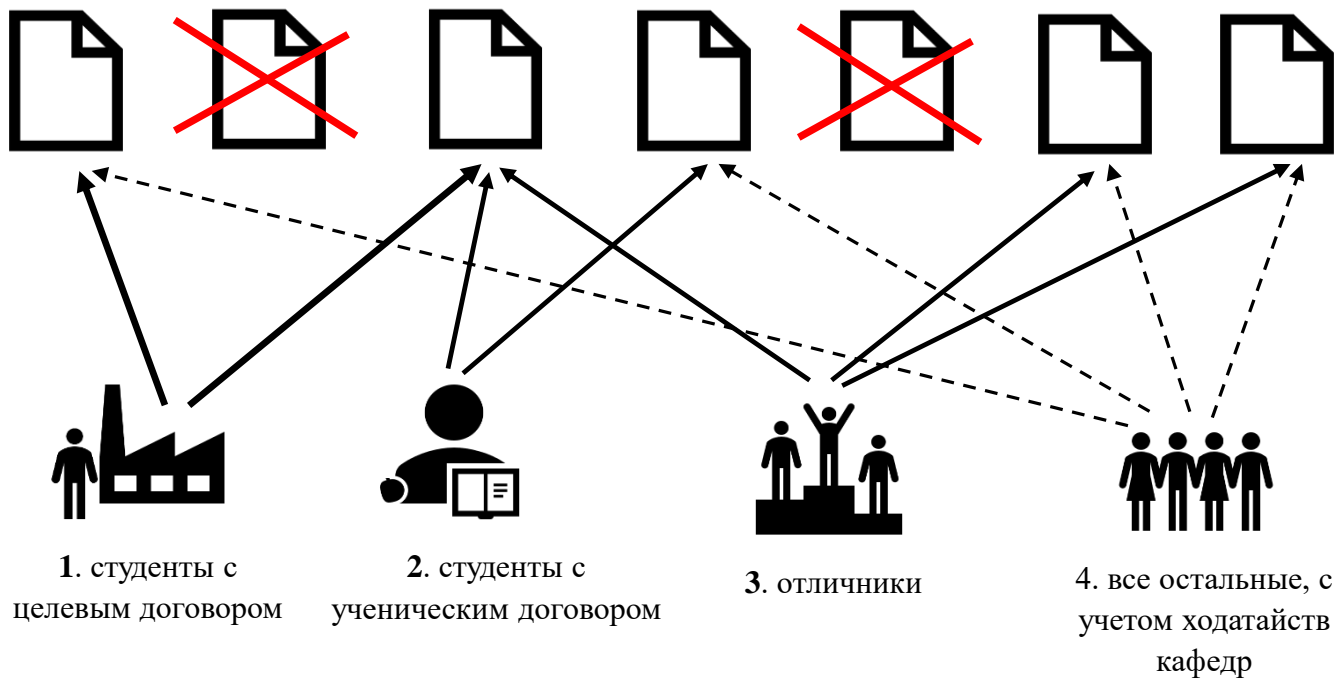 1. студенты с
целевым договором
2. студенты с
ученическим договором
3. отличники
4. все остальные, с
учетом ходатайств
кафедр